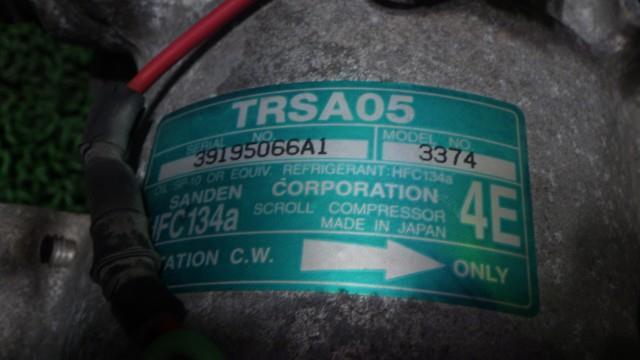 TRSA05
SERIAL NO. MODEL NO.
39195066A1 3374
OIL SP-10 OR EQUIV. REFRIGERANT:HFC134a
SANDEN CORPORATION
HFC134a SCROLL COMPRESSOR 4E
MADE IN JAPAN
TATION C.W. ONLY